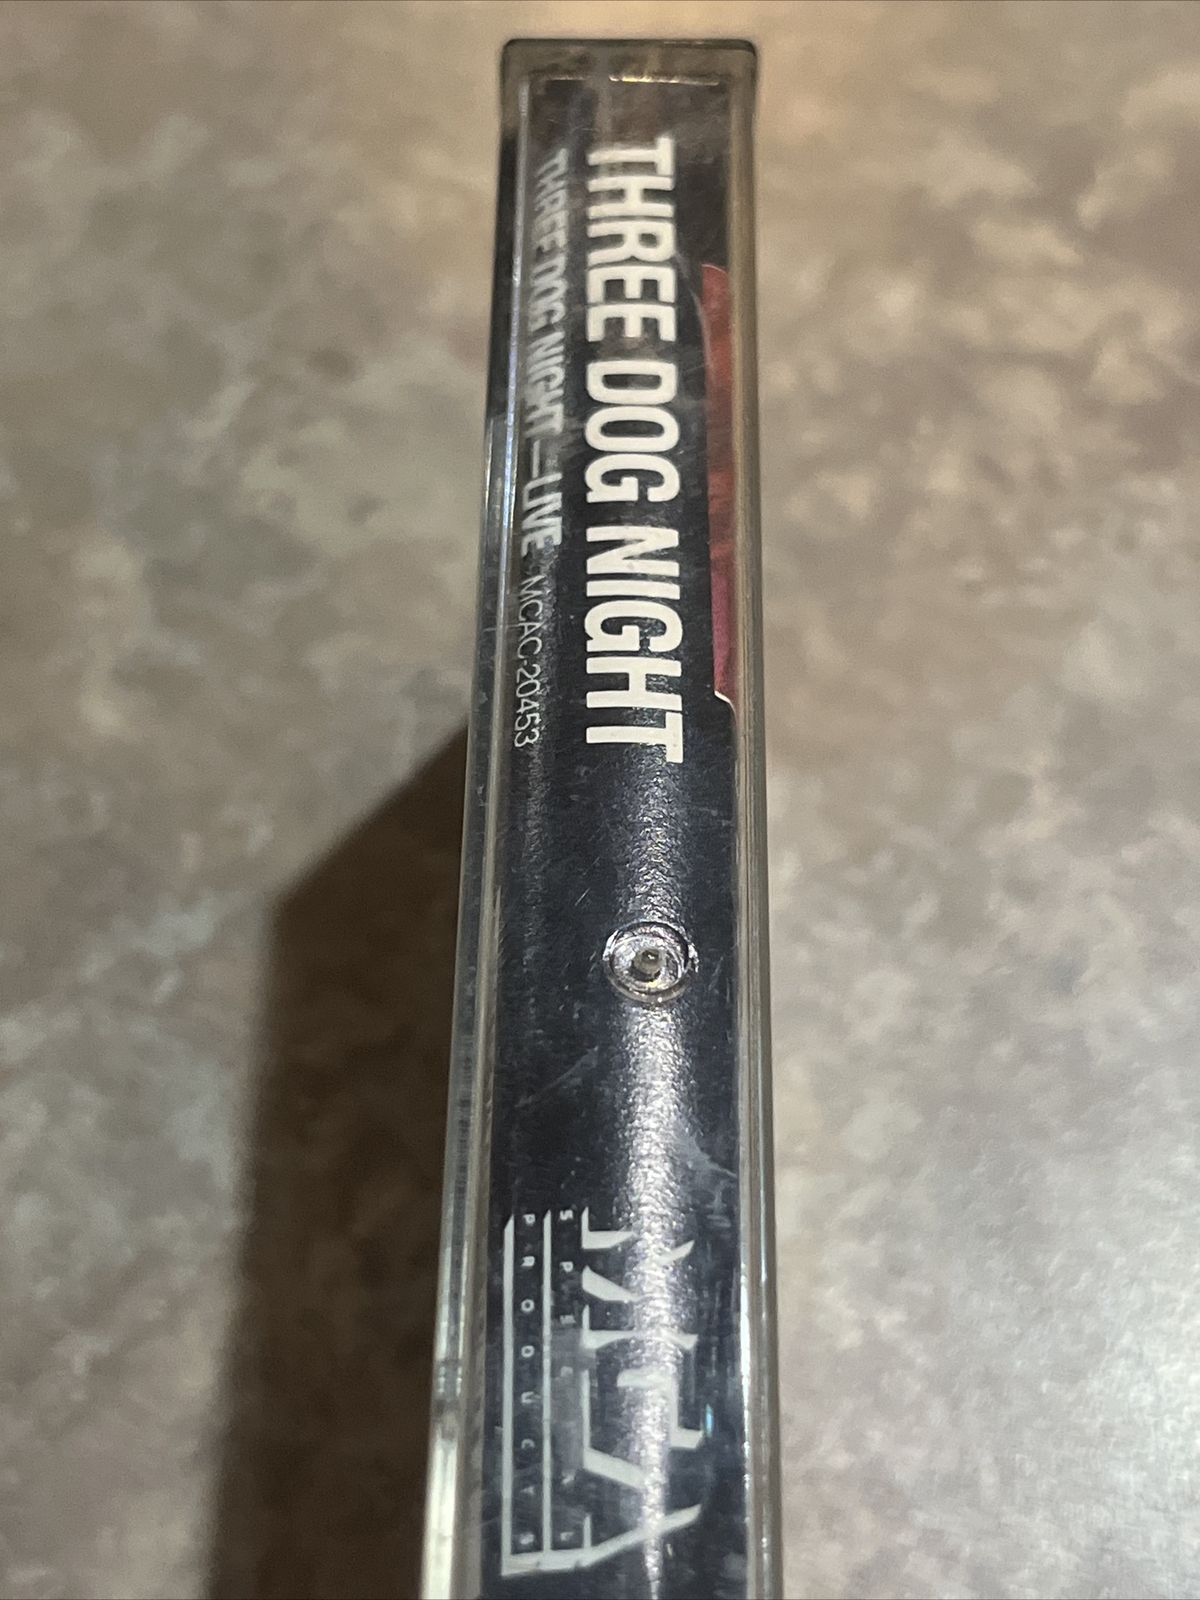 THREE DOG NIGHT
THREE DOG NIGHT—LIVE MCAC-20453
MCA
SPECIAL
PRODUCTS